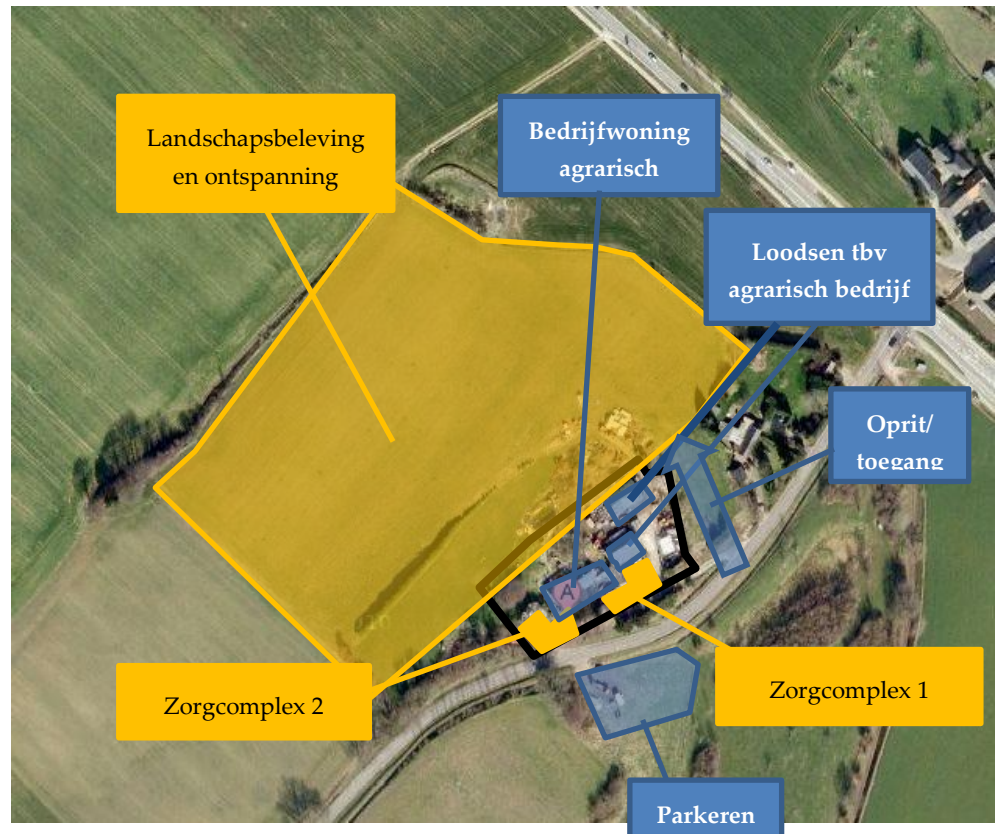 Landschapsbeleving
en ontspanning
Bedrijfwoning
agrarisch
Loodsen tbv
agrarisch bedrijf
Oprit/
toegang
A
Zorgcomplex 2
Zorgcomplex 1
Parkeren